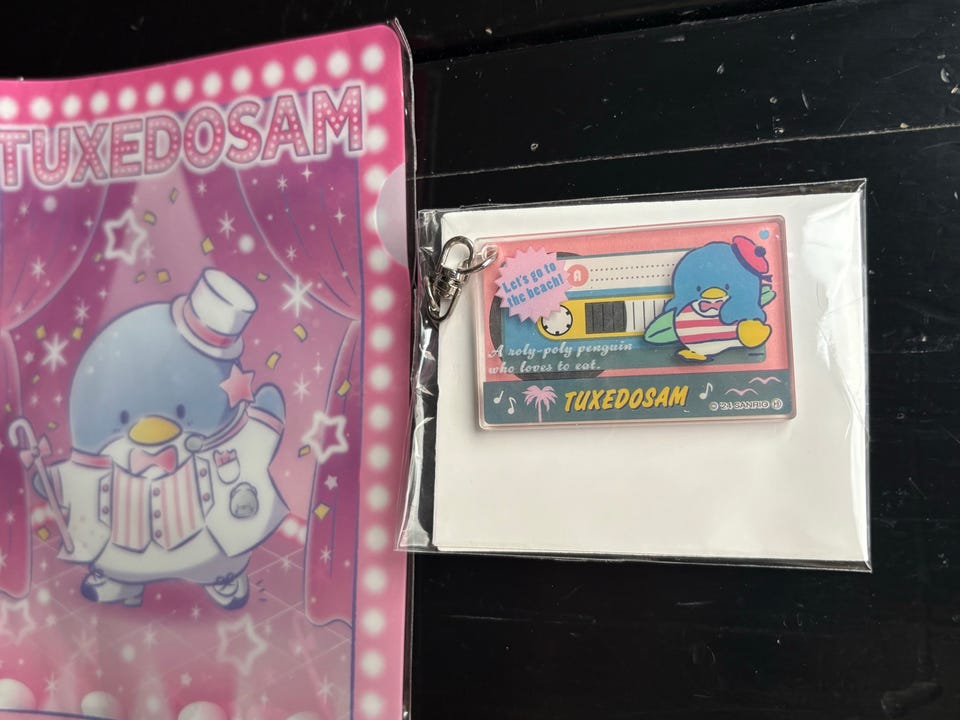 TUXEDOSAM
Let's go to
the beach!
A
A roly-poly penguin
who loves to eat.
TUXEDOSAM
© '24 SANRIO Ⓗ